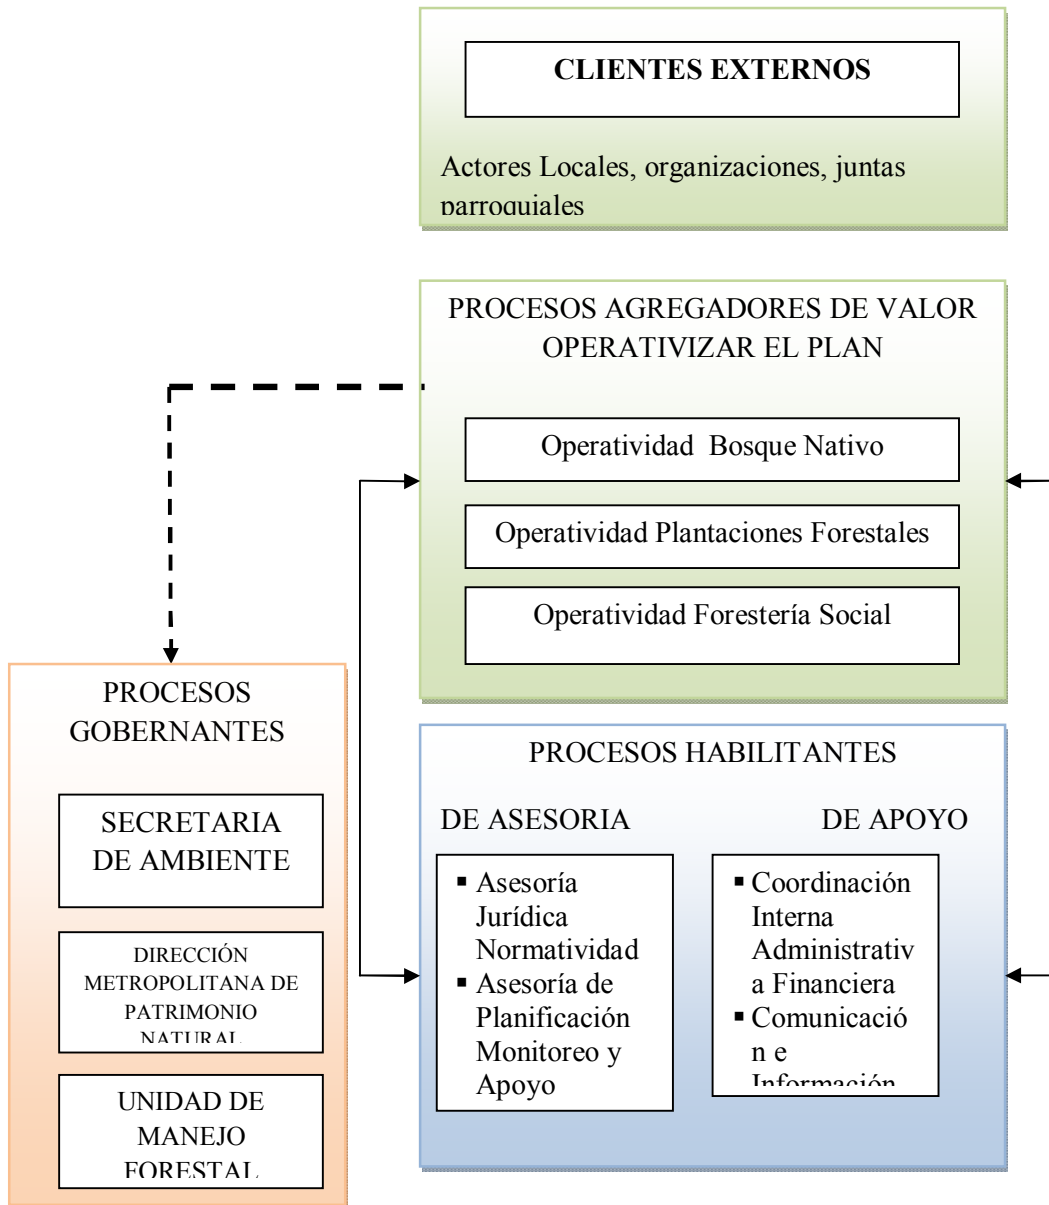 CLIENTES EXTERNOS
Actores Locales, organizaciones, juntas
parroquiales
PROCESOS AGREGADORES DE VALOR
OPERATIVIZAR EL PLAN
Operatividad Bosque Nativo
Operatividad Plantaciones Forestales
Operatividad Forestería Social
PROCESOS
GOBERNANTES
SECRETARIA
DE AMBIENTE
DIRECCIÓN
METROPOLITANA DE
PATRIMONIO
NATURAL
UNIDAD DE
MANEJO
FORESTAL
PROCESOS HABILITANTES
DE ASESORIA
▪ Asesoría
Jurídica
Normatividad
▪ Asesoría de
Planificación
Monitoreo y
Apoyo
DE APOYO
▪ Coordinación
Interna
Administrativ
a Financiera
▪ Comunicació
n e
Información